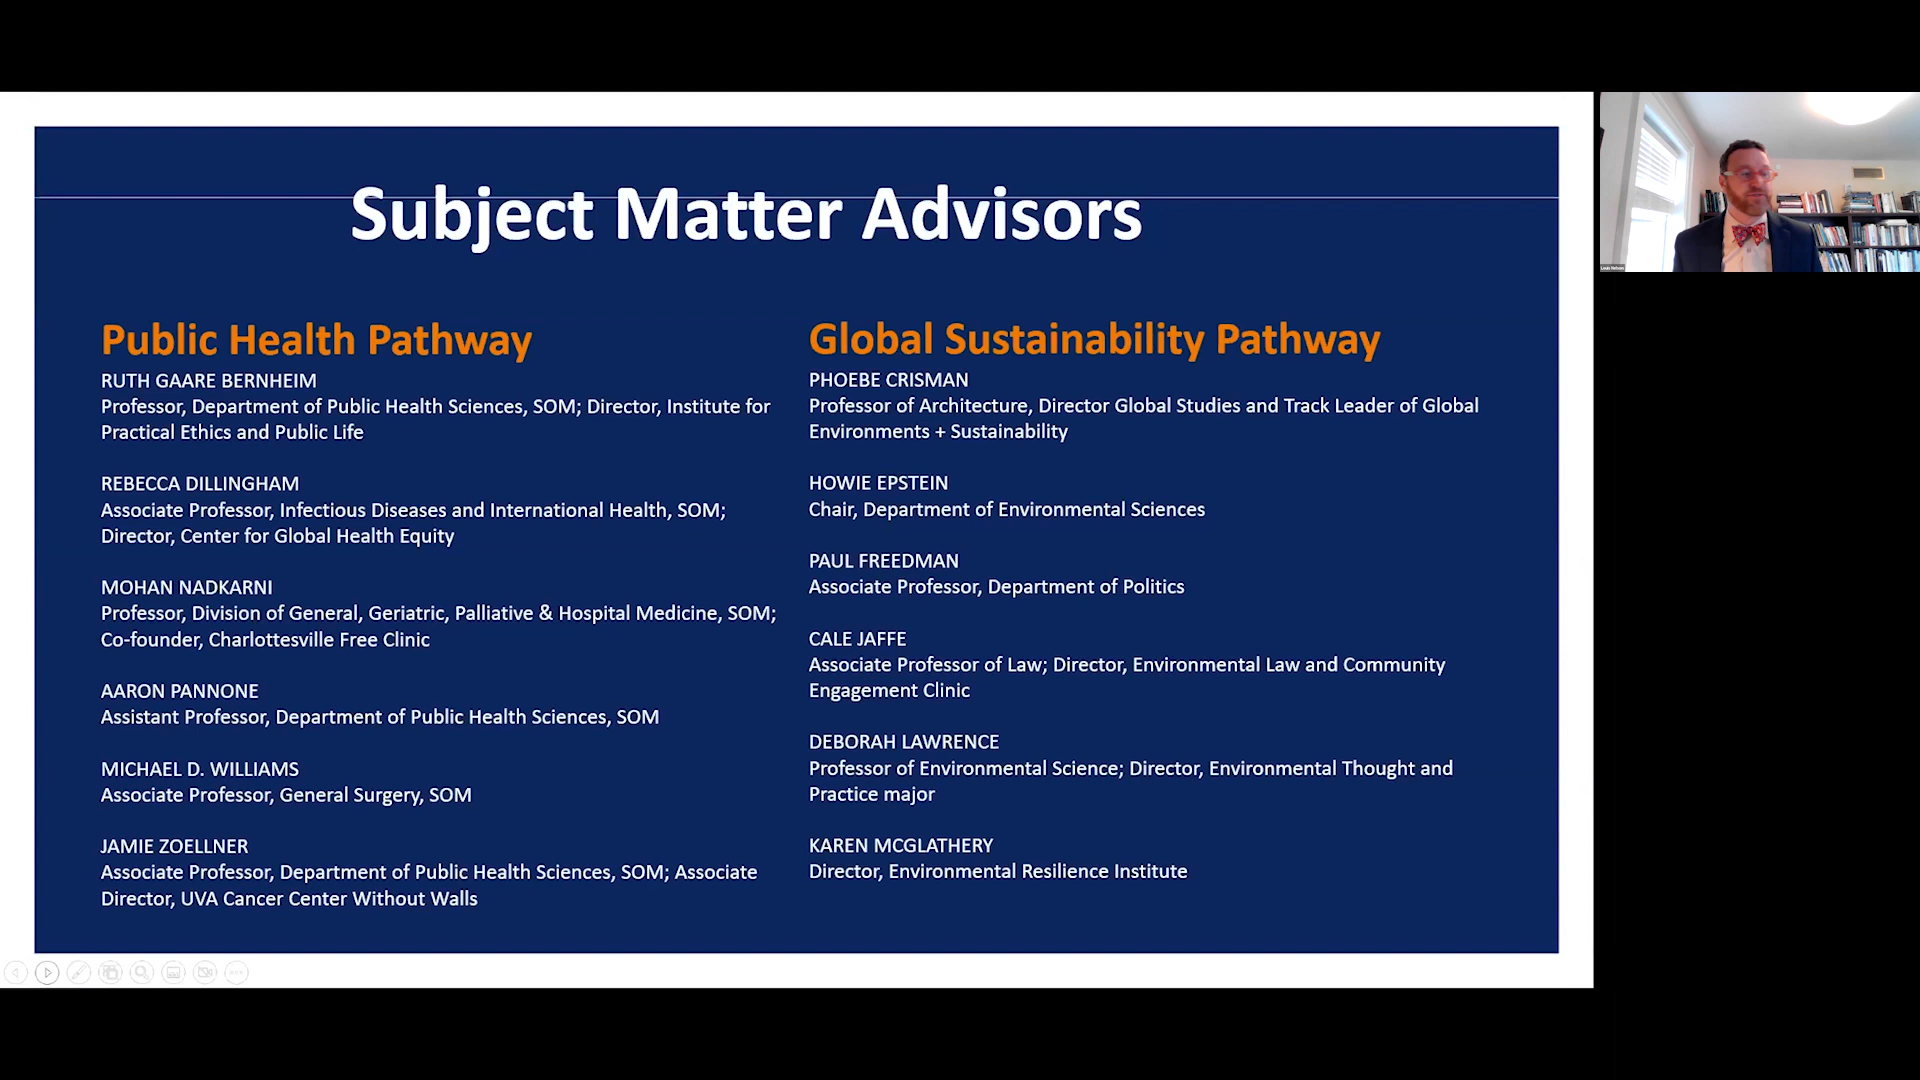 Subject Matter Advisors
Public Health Pathway
RUTH GAARE BERNHEIM
Professor, Department of Public Health Sciences, SOM; Director, Institute for
Practical Ethics and Public Life
REBECCA DILLINGHAM
Associate Professor, Infectious Diseases and International Health, SOM;
Director, Center for Global Health Equity
MOHAN NADKARNI
Professor, Division of General, Geriatric, Palliative & Hospital Medicine, SOM;
Co-founder, Charlottesville Free Clinic
AARON PANNONE
Assistant Professor, Department of Public Health Sciences, SOM
MICHAEL D. WILLIAMS
Associate Professor, General Surgery, SOM
JAMIE ZOELLNER
Associate Professor, Department of Public Health Sciences, SOM; Associate
Director, UVA Cancer Center Without Walls
Global Sustainability Pathway
PHOEBE CRISMAN
Professor of Architecture, Director Global Studies and Track Leader of Global
Environments + Sustainability
HOWIE EPSTEIN
Chair, Department of Environmental Sciences
PAUL FREEDMAN
Associate Professor, Department of Politics
CALE JAFFE
Associate Professor of Law; Director, Environmental Law and Community
Engagement Clinic
DEBORAH LAWRENCE
Professor of Environmental Science; Director, Environmental Thought and
Practice major
KAREN MCGLATHERY
Director, Environmental Resilience Institute
Louis Nelson